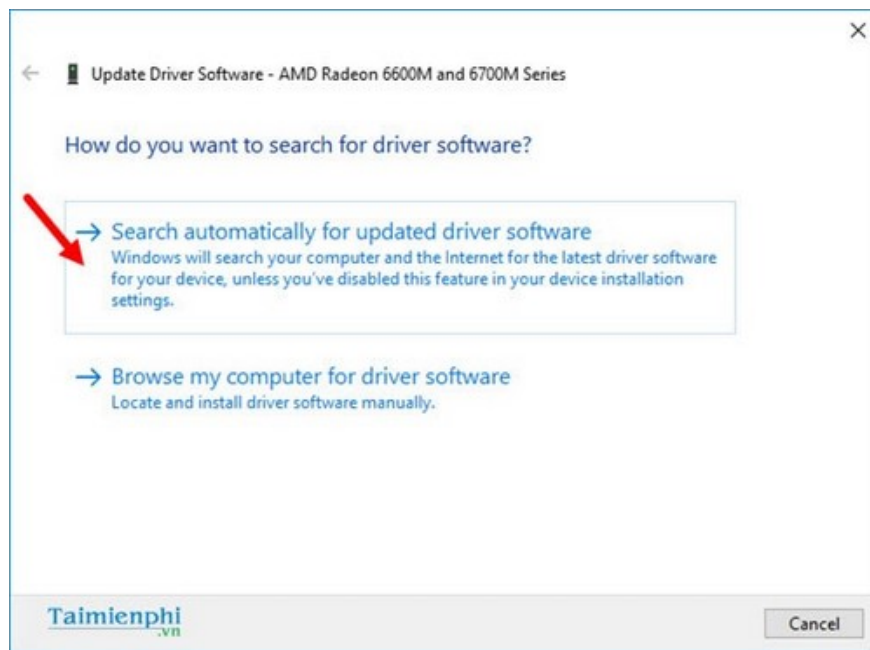 Update Driver Software - AMD Radeon 6600M and 6700M Series
How do you want to search for driver software?
Search automatically for updated driver software
Windows will search your computer and the Internet for the latest driver software
for your device, unless you've disabled this feature in your device installation
settings.
Browse my computer for driver software
Locate and install driver software manually.
Taimienphi
.vn
Cancel